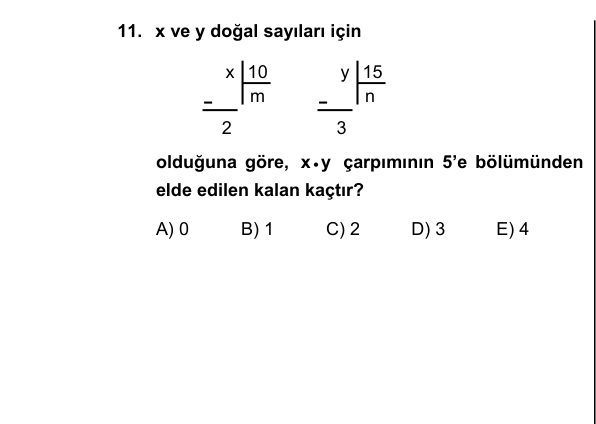 11. x ve y doğal sayıları için
x 10 y 15
– m – n
2 3
olduğuna göre, x•y çarpımının 5'e bölümünden
elde edilen kalan kaçtır?
A) 0 B) 1 C) 2 D) 3 E) 4